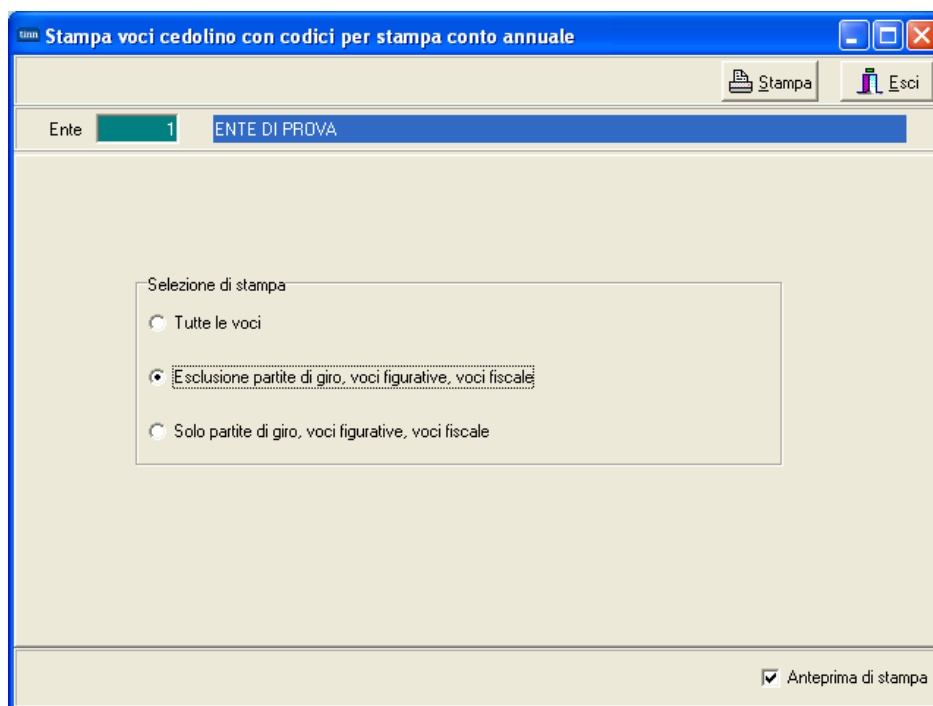 tinn Stampa voci cedolino con codici per stampa conto annuale
Stampa Esci
Ente 1 ENTE DI PROVA
Selezione di stampa
Tutte le voci
Esclusione partite di giro, voci figurative, voci fiscale
Solo partite di giro, voci figurative, voci fiscale
Anteprima di stampa